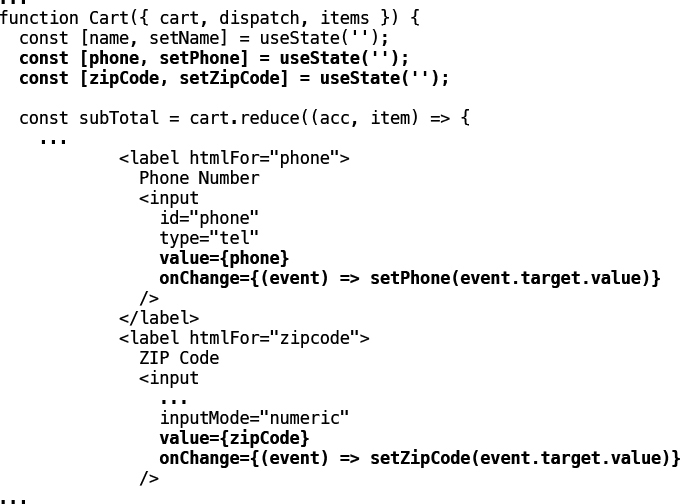 ...
function Cart({ cart, dispatch, items }) {
  const [name, setName] = useState('');
  const [phone, setPhone] = useState('');
  const [zipCode, setZipCode] = useState('');

  const subTotal = cart.reduce((acc, item) => {
    ...
            <label htmlFor="phone">
              Phone Number
              <input
                id="phone"
                type="tel"
                value={phone}
                onChange={(event) => setPhone(event.target.value)}
              />
            </label>
            <label htmlFor="zipcode">
              ZIP Code
              <input
                ...
                inputMode="numeric"
                value={zipCode}
                onChange={(event) => setZipCode(event.target.value)}
              />
...